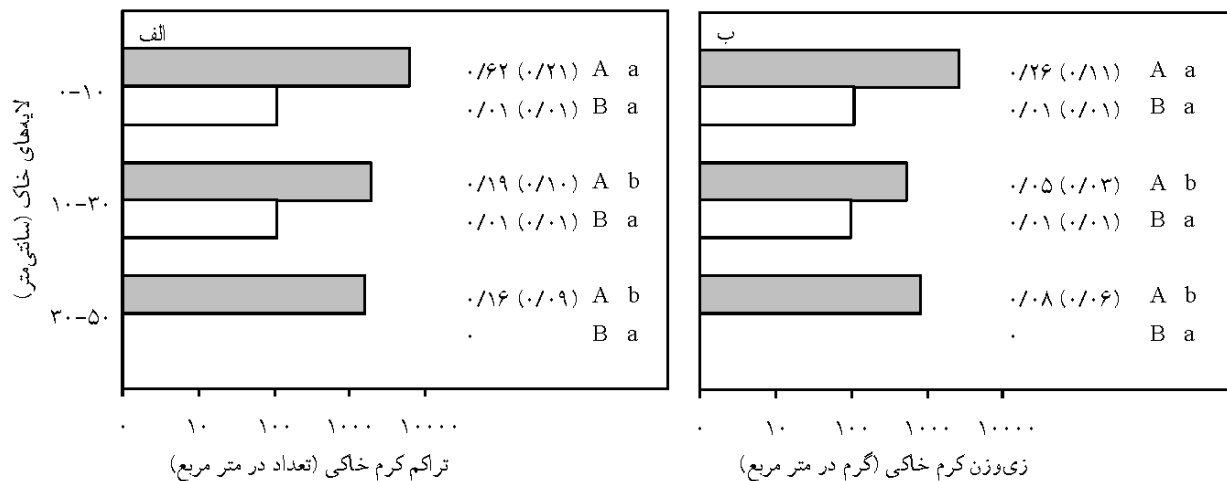 الف
لایه‌های خاک (سانتی‌متر)
۰-۱۰
۰/۶۲ (۰/۲۱) A a
۰/۰۱ (۰/۰۱) B a
۱۰-۳۰
۰/۱۹ (۰/۱۰) A b
۰/۰۱ (۰/۰۱) B a
۳۰-۵۰
۰/۱۶ (۰/۰۹) A b
۰ B a
۰ ۱۰ ۱۰۰ ۱۰۰۰ ۱۰۰۰۰
تراکم کرم خاکی (تعداد در متر مربع)
ب
۰/۲۶ (۰/۱۱) A a
۰/۰۱ (۰/۰۱) B a
۰/۰۵ (۰/۰۳) A b
۰/۰۱ (۰/۰۱) B a
۰/۰۸ (۰/۰۶) A b
۰ B a
۰ ۱۰ ۱۰۰ ۱۰۰۰ ۱۰۰۰۰
زی‌وزن کرم خاکی (گرم در متر مربع)